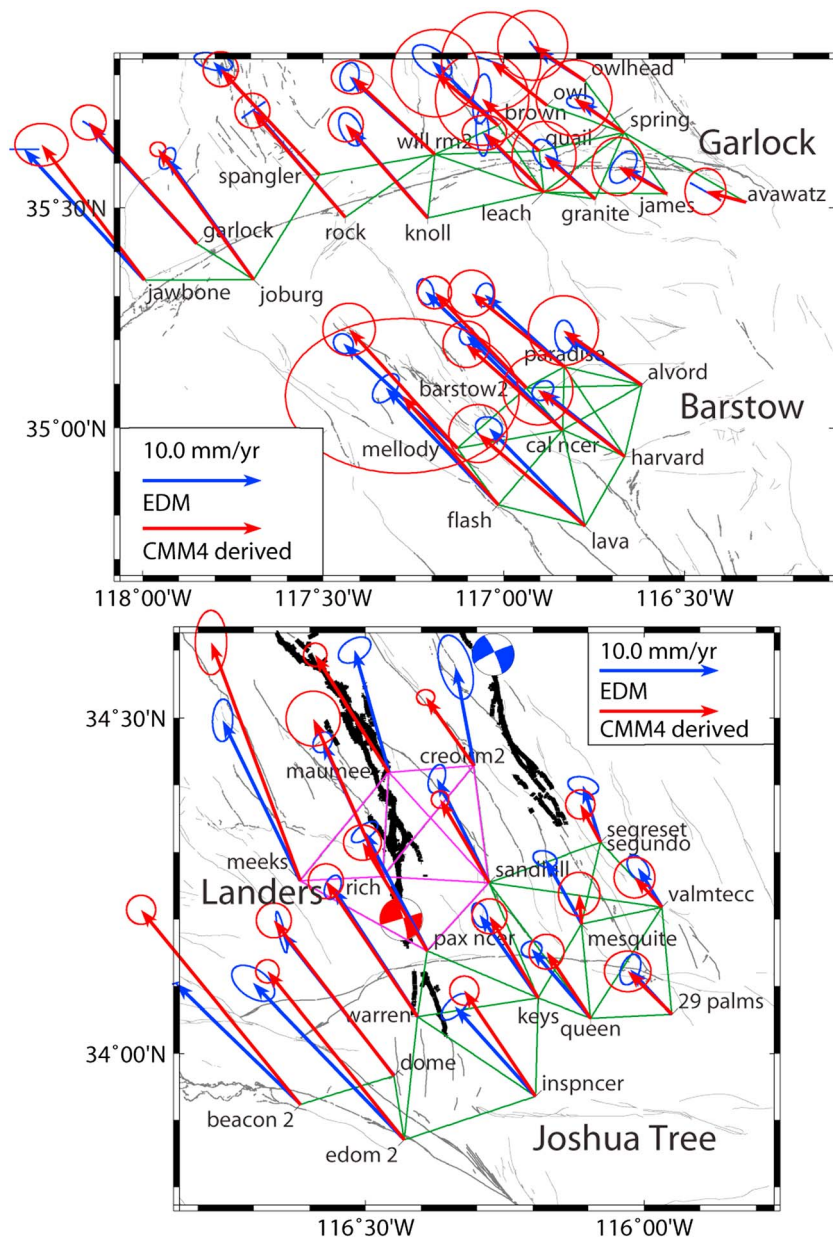 owlhead
owl
brown
spring
will rm2
quail
Garlock
spangler
leach
granite
james
avawatz
35°30'N
garlock
rock
knoll
jawbone
joburg
paradise
alvord
barstow2
Barstow
35°00'N
mellody
cal ncer
harvard
10.0 mm/yr
EDM
CMM4 derived
flash
lava
118°00'W
117°30'W
117°00'W
116°30'W
10.0 mm/yr
EDM
CMM4 derived
34°30'N
maumee
creolrm2
segreset
segundo
meeks
rich
sandhill
valmtecc
Landers
pax ncer
mesquite
warren
keys
queen
29 palms
34°00'N
dome
inspncer
beacon 2
edom 2
Joshua Tree
116°30'W
116°00'W